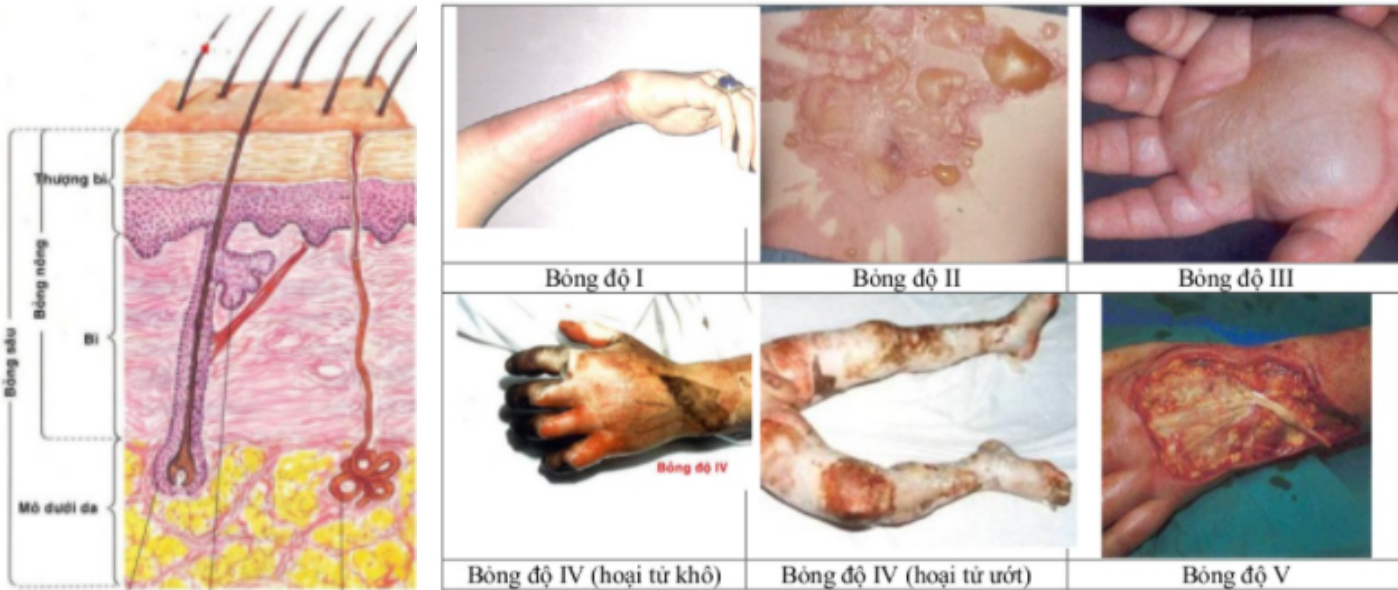 Bỏng sâu
Bỏng nông
Thượng bì
Bì
Mô dưới da
Bỏng độ I
Bỏng độ II
Bỏng độ III
Bỏng độ IV
Bỏng độ IV (hoại tử khô)
Bỏng độ IV (hoại tử ướt)
Bỏng độ V